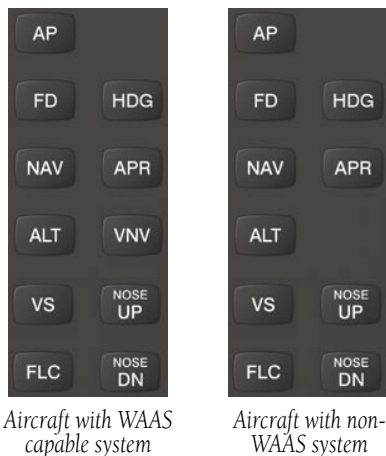 AP
FD HDG
NAV APR
ALT VNV
VS NOSE UP
FLC NOSE DN
Aircraft with WAAS
capable system
AP
FD HDG
NAV APR
ALT
VS NOSE UP
FLC NOSE DN
Aircraft with non-
WAAS system